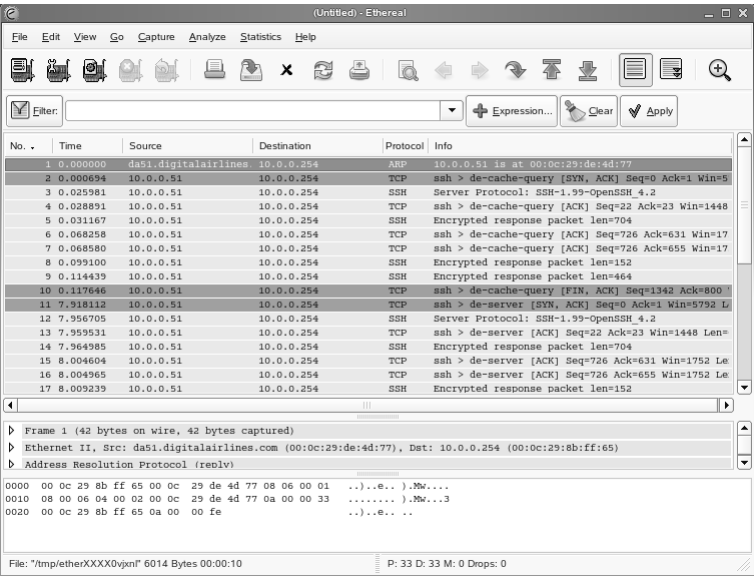 (Untitled) - Ethereal
File Edit View Go Capture Analyze Statistics Help
Filter: Expression... Clear Apply
No. . Time Source Destination Protocol Info
1 0.000000 da51.digitalairlines. 10.0.0.254 ARP 10.0.0.51 is at 00:0c:29:de:4d:77
2 0.000694 10.0.0.51 10.0.0.254 TCP ssh > de-cache-query [SYN, ACK] Seq=0 Ack=1 Win=5
3 0.025981 10.0.0.51 10.0.0.254 SSH Server Protocol: SSH-1.99-OpenSSH_4.2
4 0.028891 10.0.0.51 10.0.0.254 TCP ssh > de-cache-query [ACK] Seq=22 Ack=23 Win=1448
5 0.031167 10.0.0.51 10.0.0.254 SSH Encrypted response packet len=704
6 0.068258 10.0.0.51 10.0.0.254 TCP ssh > de-cache-query [ACK] Seq=726 Ack=631 Win=17
7 0.068580 10.0.0.51 10.0.0.254 TCP ssh > de-cache-query [ACK] Seq=726 Ack=655 Win=17
8 0.099100 10.0.0.51 10.0.0.254 SSH Encrypted response packet len=152
9 0.114439 10.0.0.51 10.0.0.254 SSH Encrypted response packet len=464
10 0.117646 10.0.0.51 10.0.0.254 TCP ssh > de-cache-query [FIN, ACK] Seq=1342 Ack=800
11 7.918112 10.0.0.51 10.0.0.254 TCP ssh > de-server [SYN, ACK] Seq=0 Ack=1 Win=5792 L
12 7.956705 10.0.0.51 10.0.0.254 SSH Server Protocol: SSH-1.99-OpenSSH_4.2
13 7.959531 10.0.0.51 10.0.0.254 TCP ssh > de-server [ACK] Seq=22 Ack=23 Win=1448 Len=
14 7.964985 10.0.0.51 10.0.0.254 SSH Encrypted response packet len=704
15 8.004604 10.0.0.51 10.0.0.254 TCP ssh > de-server [ACK] Seq=726 Ack=631 Win=1752 Le
16 8.004965 10.0.0.51 10.0.0.254 TCP ssh > de-server [ACK] Seq=726 Ack=655 Win=1752 Le
17 8.009239 10.0.0.51 10.0.0.254 SSH Encrypted response packet len=152
Frame 1 (42 bytes on wire, 42 bytes captured)
Ethernet II, Src: da51.digitalairlines.com (00:0c:29:de:4d:77), Dst: 10.0.0.254 (00:0c:29:8b:ff:65)
Address Resolution Protocol (reply)
0000 00 0c 29 8b ff 65 00 0c 29 de 4d 77 08 06 00 01 ..)..e.. ).Mw....
0010 08 00 06 04 00 02 00 0c 29 de 4d 77 0a 00 00 33 ........ ).Mw...3
0020 00 0c 29 8b ff 65 0a 00 00 fe ..)..e.. ..
File: "/tmp/etherXXXX0vjxnl" 6014 Bytes 00:00:10 P: 33 D: 33 M: 0 Drops: 0